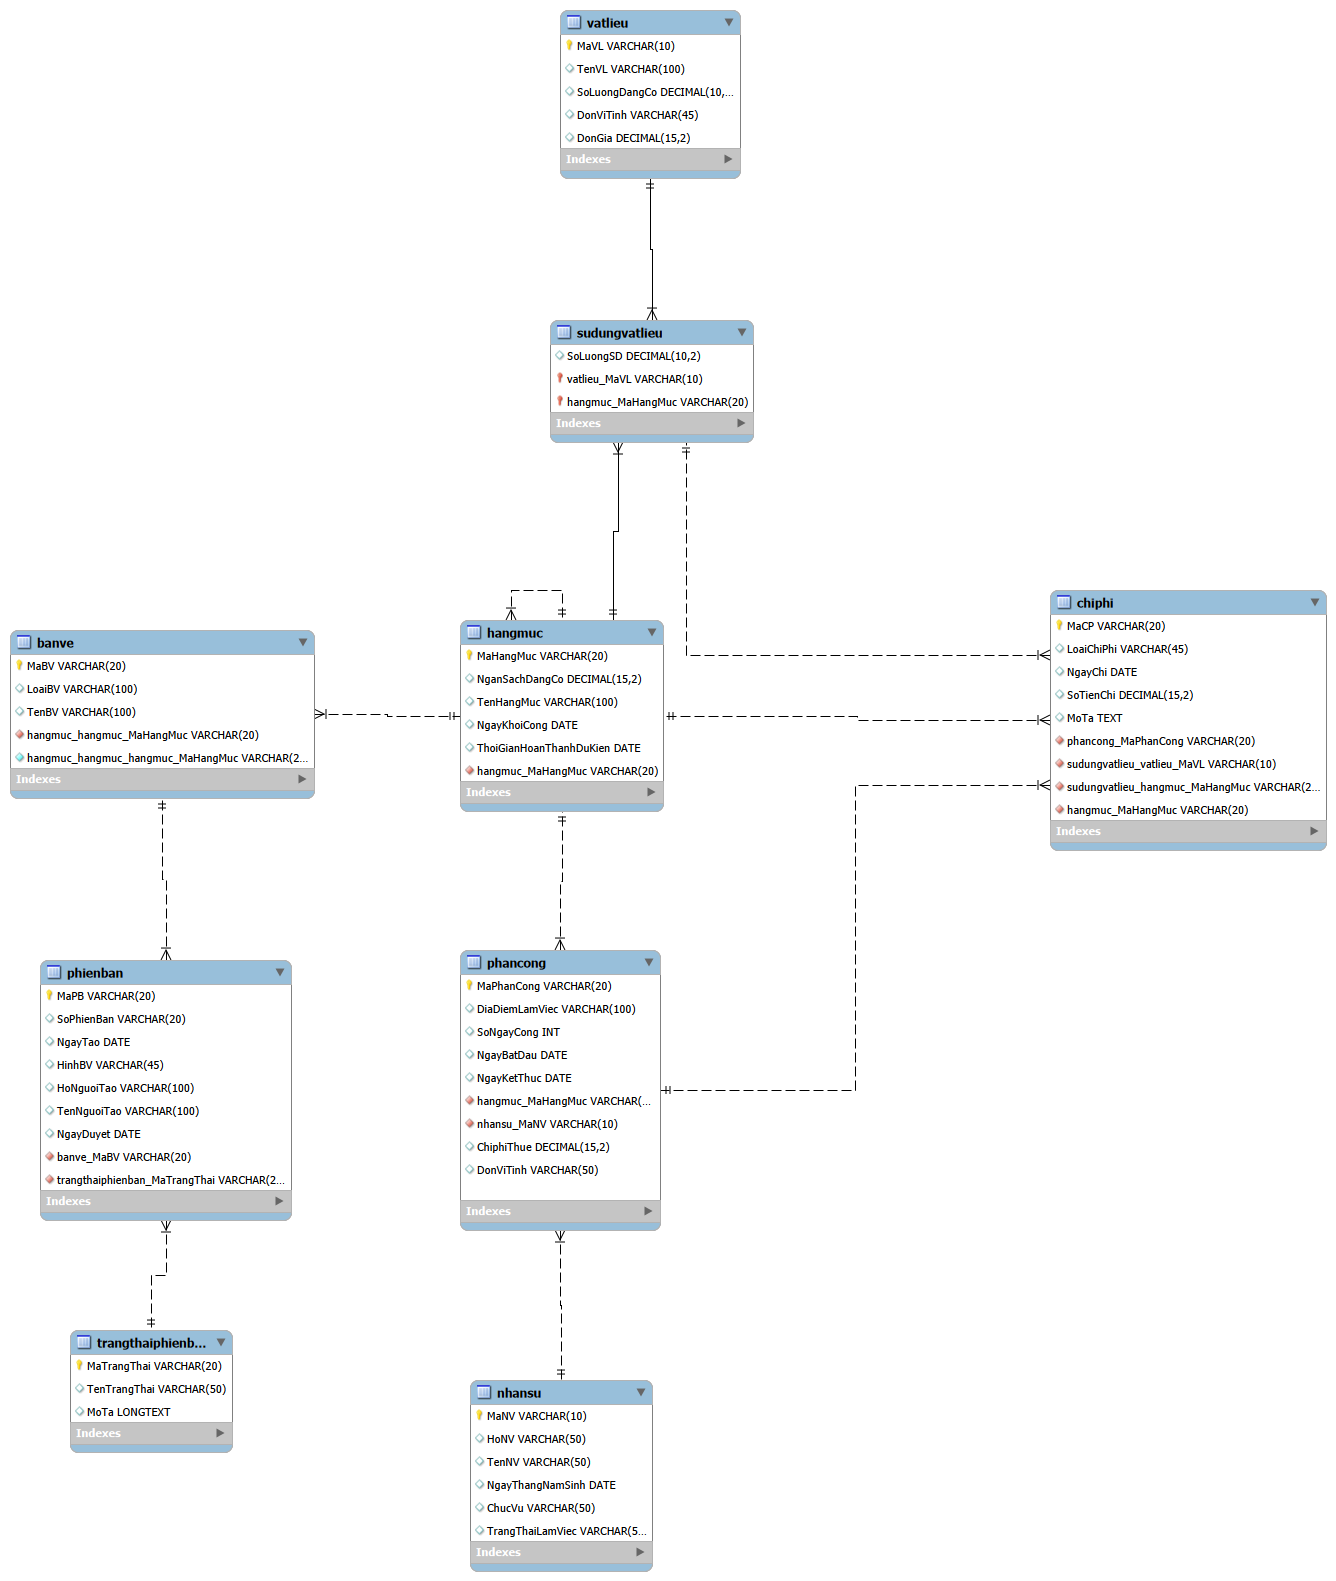 vatlieu
MaVL VARCHAR(10)
TenVL VARCHAR(100)
SoLuongDangCo DECIMAL(10,...
DonViTinh VARCHAR(45)
DonGia DECIMAL(15,2)
Indexes
sudungvatlieu
SoLuongSD DECIMAL(10,2)
vatlieu_MaVL VARCHAR(10)
hangmuc_MaHangMuc VARCHAR(20)
Indexes
banve
MaBV VARCHAR(20)
LoaiBV VARCHAR(100)
TenBV VARCHAR(100)
hangmuc_hangmuc_MaHangMuc VARCHAR(20)
hangmuc_hangmuc_hangmuc_MaHangMuc VARCHAR(2...
Indexes
hangmuc
MaHangMuc VARCHAR(20)
NganSachDangCo DECIMAL(15,2)
TenHangMuc VARCHAR(100)
NgayKhoiCong DATE
ThoiGianHoanThanhDuKien DATE
hangmuc_MaHangMuc VARCHAR(20)
Indexes
chiphi
MaCP VARCHAR(20)
LoaiChiPhi VARCHAR(45)
NgayChi DATE
SoTienChi DECIMAL(15,2)
MoTa TEXT
phancong_MaPhanCong VARCHAR(20)
sudungvatlieu_vatlieu_MaVL VARCHAR(10)
sudungvatlieu_hangmuc_MaHangMuc VARCHAR(2...
hangmuc_MaHangMuc VARCHAR(20)
Indexes
phienban
MaPB VARCHAR(20)
SoPhienBan VARCHAR(20)
NgayTao DATE
HinhBV VARCHAR(45)
HoNguoiTao VARCHAR(100)
TenNguoiTao VARCHAR(100)
NgayDuyet DATE
banve_MaBV VARCHAR(20)
trangthaiphienban_MaTrangThai VARCHAR(2...
Indexes
phancong
MaPhanCong VARCHAR(20)
DiaDiemLamViec VARCHAR(100)
SoNgayCong INT
NgayBatDau DATE
NgayKetThuc DATE
hangmuc_MaHangMuc VARCHAR(...
nhansu_MaNV VARCHAR(10)
ChiphiThue DECIMAL(15,2)
DonViTinh VARCHAR(50)
Indexes
trangthaiphienb...
MaTrangThai VARCHAR(20)
TenTrangThai VARCHAR(50)
MoTa LONGTEXT
Indexes
nhansu
MaNV VARCHAR(10)
HoNV VARCHAR(50)
TenNV VARCHAR(50)
NgayThangNamSinh DATE
ChucVu VARCHAR(50)
TrangThaiLamViec VARCHAR(5...
Indexes